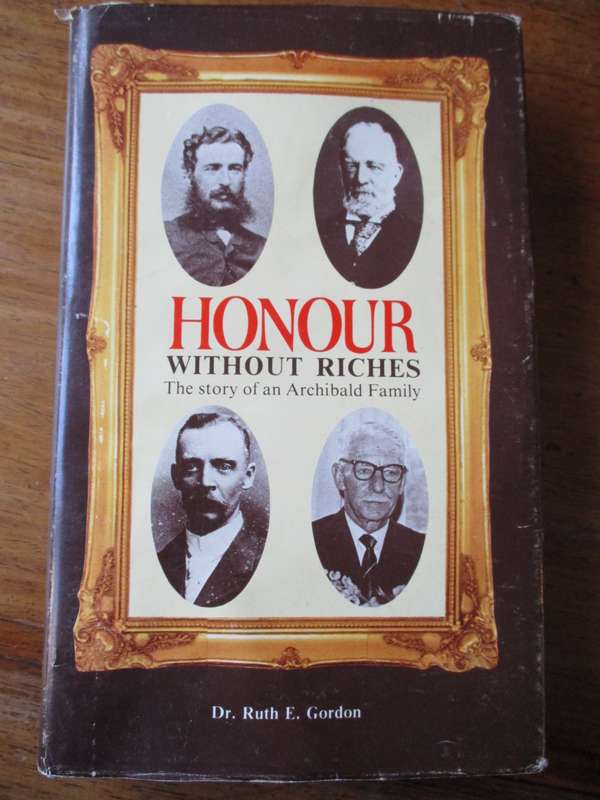 HONOUR
WITHOUT RICHES
The story of an Archibald Family
Dr. Ruth E. Gordon